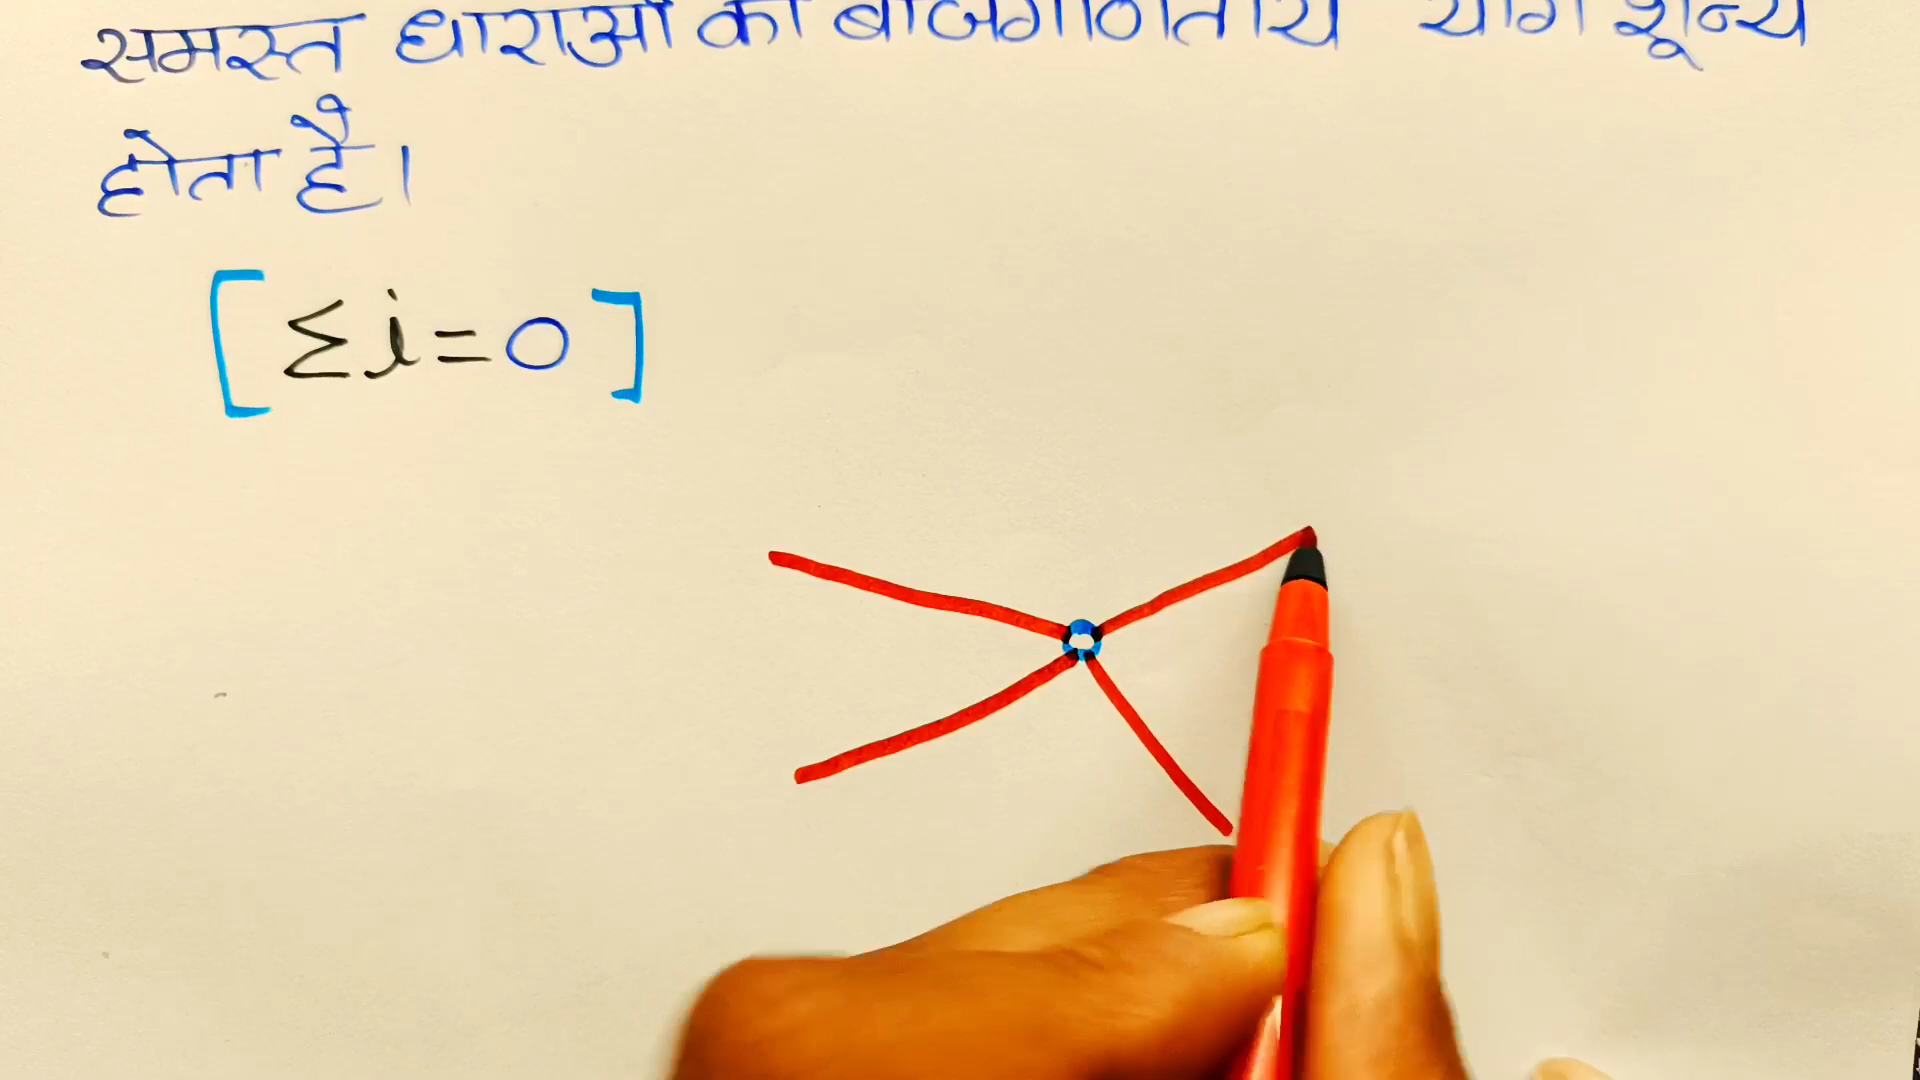 समस्त धाराओं का बीजगणितीय योग शून्य
होता है।
[ Σi=0 ]